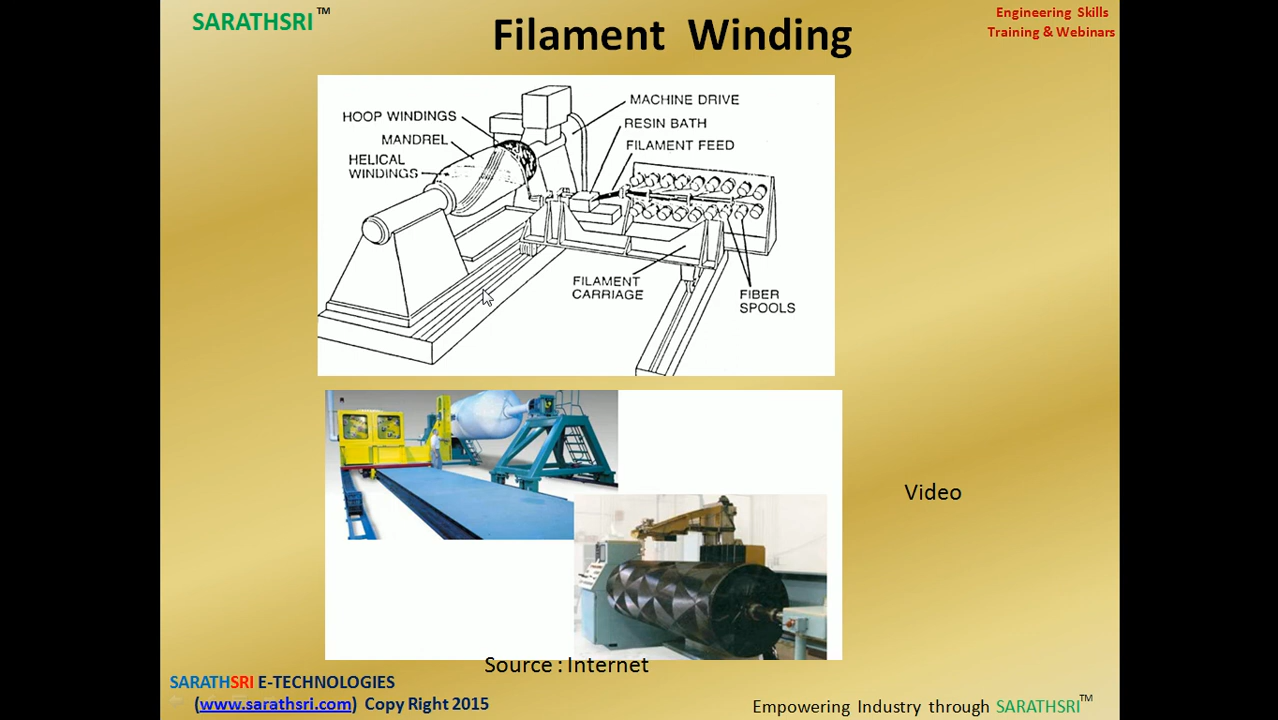 SARATHSRI™
Filament Winding
Engineering Skills
Training & Webinars
HOOP WINDINGS
MANDREL
HELICAL
WINDINGS
MACHINE DRIVE
RESIN BATH
FILAMENT FEED
FILAMENT
CARRIAGE
FIBER
SPOOLS
Video
Source : Internet
SARATHSRI E-TECHNOLOGIES
(www.sarathsri.com) Copy Right 2015
Empowering Industry through SARATHSRI™